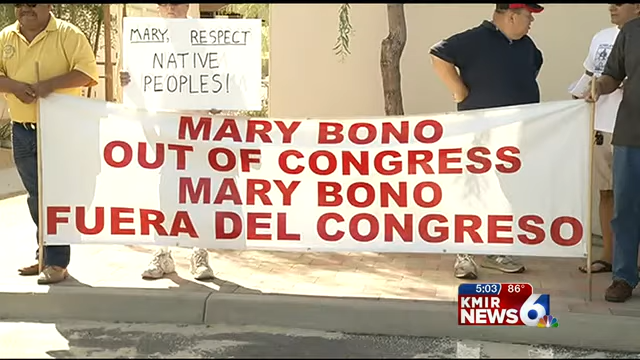 MARY, RESPECT
NATIVE
PEOPLES!
MARY BONO
OUT OF CONGRESS
MARY BONO
FUERA DEL CONGRESO
5:03 86°
KMIR
NEWS 6